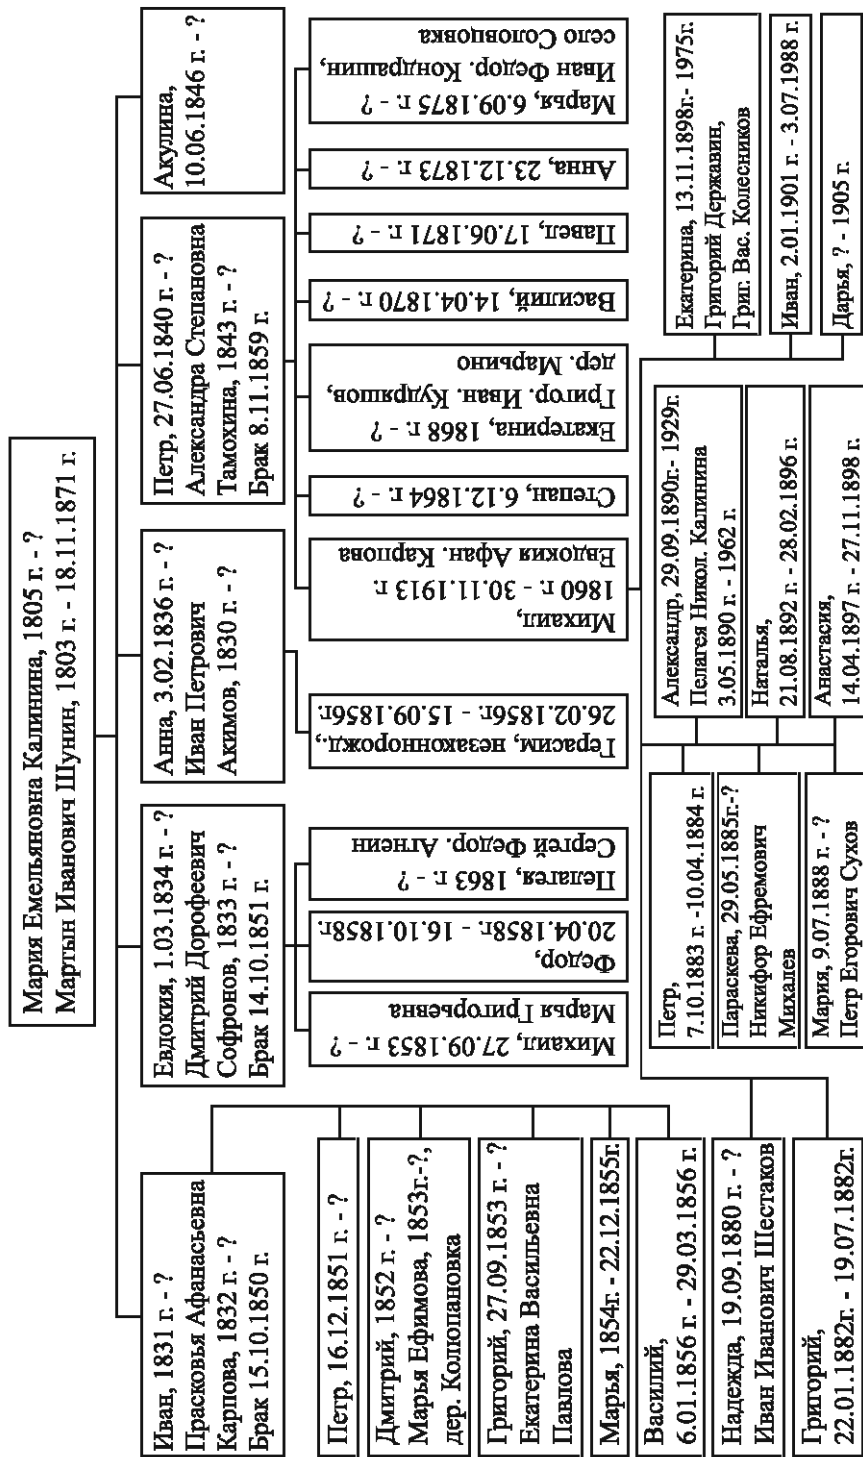 Мария Емельяновна Калинина, 1805 г. - ?
Мартын Иванович Шунин, 1803 г. - 18.11.1871 г.
Иван, 1831 г. - ?
Прасковья Афанасьевна
Карпова, 1832 г. - ?
Брак 15.10.1850 г.
Евдокия, 1.03.1834 г. - ?
Дмитрий Дорофеевич
Софронов, 1833 г. - ?
Брак 14.10.1851 г.
Анна, 3.02.1836 г. - ?
Иван Петрович
Акимов, 1830 г. - ?
Петр, 27.06.1840 г. - ?
Александра Степановна
Тамохина, 1843 г. - ?
Брак 8.11.1859 г.
Акулина,
10.06.1846 г. - ?
Петр, 16.12.1851 г. - ?
Дмитрий, 1852 г. - ?
Марья Ефимова, 1853г.-?,
дер. Колюпановка
Григорий, 27.09.1853 г. - ?
Екатерина Васильевна
Павлова
Марья, 1854г. - 22.12.1855г.
Василий,
6.01.1856 г. - 29.03.1856 г.
Михаил, 27.09.1853 г. - ?
Марья Григорьевна
Федор,
20.04.1858г. - 16.10.1858г.
Пелагея, 1863 г. - ?
Сергей Федор. Агнеин
Герасим, незаконнорожд.,
26.02.1856г. - 15.09.1856г.
Михаил,
1860 г. - 30.11.1913 г.
Евдокия Афан. Карпова
Степан, 6.12.1864 г. - ?
Екатерина, 1868 г. - ?
Григор. Иван. Кудряшов,
дер. Марьино
Василий, 14.04.1870 г. - ?
Павел, 17.06.1871 г. - ?
Анна, 23.12.1873 г. - ?
Марья, 6.09.1875 г. - ?
Иван Федор. Кондрашин,
село Соловцовка
Надежда, 19.09.1880 г. - ?
Иван Иванович Шестаков
Григорий,
22.01.1882г. - 19.07.1882г.
Петр,
7.10.1883 г. -10.04.1884 г.
Параскева, 29.05.1885г.-?
Никифор Ефремович
Михалев
Мария, 9.07.1888 г. - ?
Петр Егорович Сухов
Александр, 29.09.1890г.- 1929г.
Пелагея Никол. Калинина
3.05.1890 г. - 1962 г.
Наталья,
21.08.1892 г. - 28.02.1896 г.
Анастасия,
14.04.1897 г. - 27.11.1898 г.
Екатерина, 13.11.1898г.- 1975г.
Григорий Державин,
Григ. Вас. Колесников
Иван, 2.01.1901 г. - 3.07.1988 г.
Дарья, ? - 1905 г.